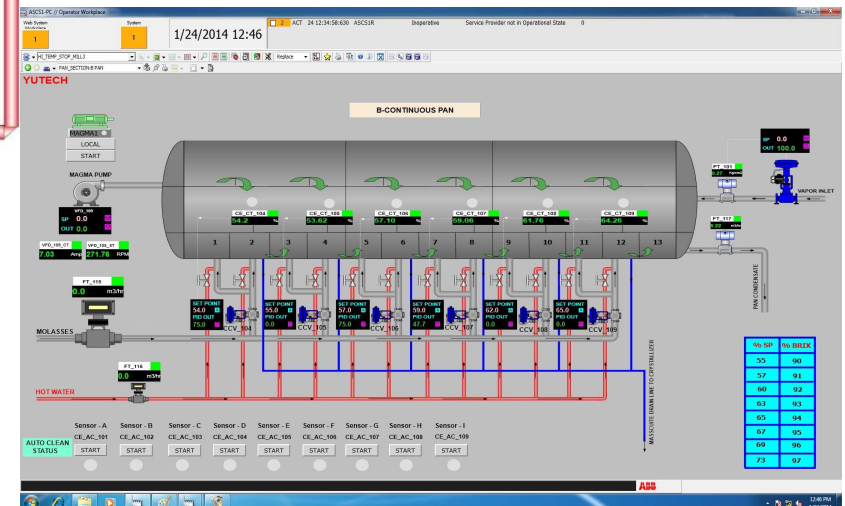 ASCS1-PC // Operator Workplace
Web System
Workplace
System
1
1
1/24/2014 12:46
2 ACT 24 12:34:58:630 ASCS1R Inoperative Service Provider not in Operational State 0
HI_TEMP_STOP_MILL3
Replace
PAN_SECTION:B PAN
YUTECH
B-CONTINUOUS PAN
MAGMA1
LOCAL
START
MAGMA PUMP
VFD_109
SP 0.0
OUT 0.0
7.03 Amp
271.76 RPM
SP 0.0
OUT 100.0
PT_101
0.27 Kg/cm2
VAPOR INLET
FT_117
PAN CONDENSATE
CE_CT_104
54.2 %
CE_CT_105
53.62 %
CE_CT_106
57.10 %
CE_CT_107
59.06 %
CE_CT_108
61.76 %
CE_CT_109
64.26 %
1 2 3 4 5 6 7 8 9 10 11 12 13
FT_115
0.0 m3/hr
MOLASSES
SET POINT
54.0
PID OUT
75.0
CCV_104
SET POINT
55.0
PID OUT
0.0
CCV_105
SET POINT
57.0
PID OUT
75.0
CCV_106
SET POINT
59.0
PID OUT
47.7
CCV_107
SET POINT
62.0
PID OUT
0.0
CCV_108
SET POINT
65.0
PID OUT
0.0
CCV_109
FT_116
0.0 m3/hr
HOT WATER
MASSCUITE DRAIN LINE TO CRYSTALLIZER
% SP % BRIX
55 90
57 91
60 92
63 93
65 94
67 95
69 96
73 97
Sensor - A Sensor - B Sensor - C Sensor - D Sensor - E Sensor - F Sensor - G Sensor - H Sensor - I
CE_AC_101 CE_AC_102 CE_AC_103 CE_AC_104 CE_AC_105 CE_AC_106 CE_AC_107 CE_AC_108 CE_AC_109
AUTO CLEAN
STATUS
START START START START START START START START START
ABB
12:46 PM